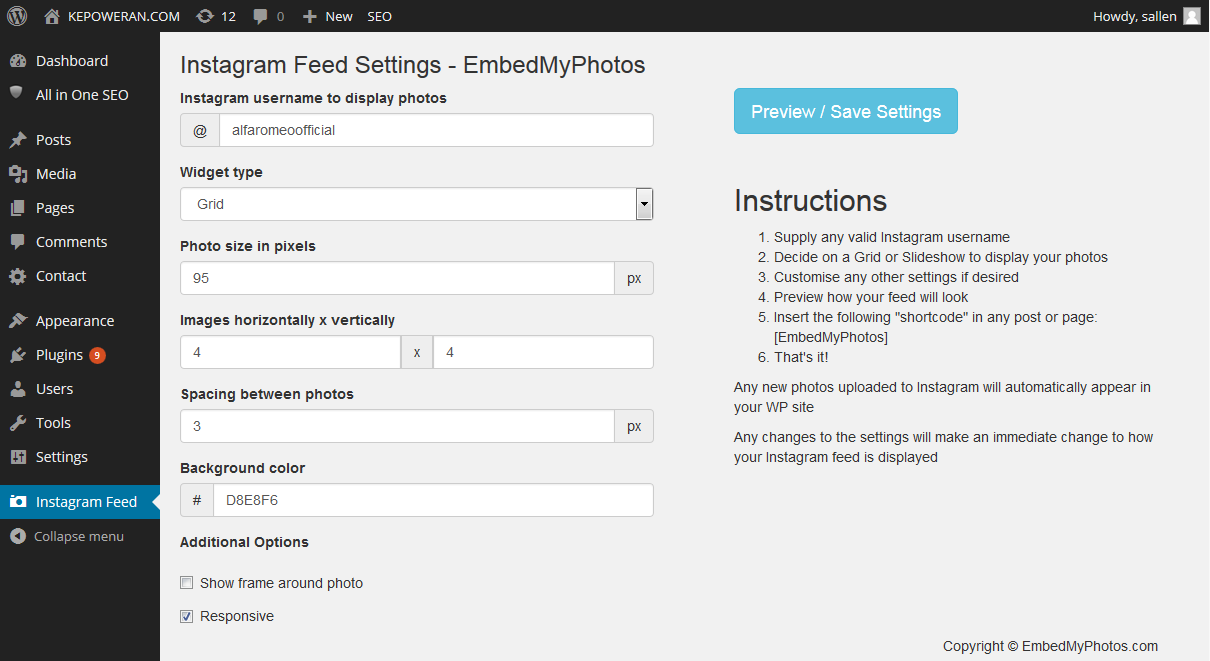 KEPOWERAN.COM 12 0 New SEO Howdy, sallen
Dashboard
All in One SEO
Posts
Media
Pages
Comments
Contact
Appearance
Plugins 9
Users
Tools
Settings
Instagram Feed
Collapse menu
Instagram Feed Settings - EmbedMyPhotos
Instagram username to display photos
@ alfaromeoofficial
Widget type
Grid
Photo size in pixels
95 px
Images horizontally x vertically
4 x 4
Spacing between photos
3 px
Background color
# D8E8F6
Additional Options
Show frame around photo
Responsive
Preview / Save Settings
Instructions
1. Supply any valid Instagram username
2. Decide on a Grid or Slideshow to display your photos
3. Customise any other settings if desired
4. Preview how your feed will look
5. Insert the following "shortcode" in any post or page:
[EmbedMyPhotos]
6. That's it!
Any new photos uploaded to Instagram will automatically appear in
your WP site
Any changes to the settings will make an immediate change to how
your Instagram feed is displayed
Copyright © EmbedMyPhotos.com